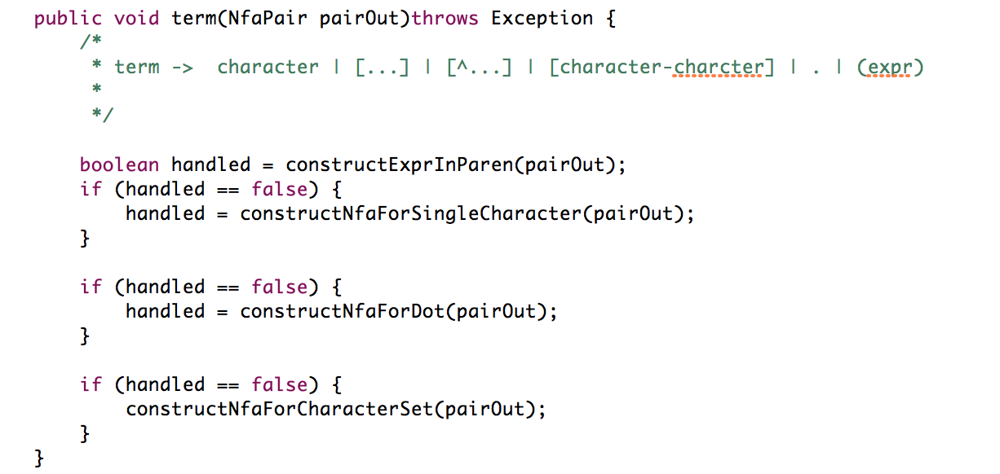 public void term(NfaPair pairOut)throws Exception {
/*
* term ->  character | [...] | [^...] | [character-charcter] | . | (expr)
*
*/
boolean handled = constructExprInParen(pairOut);
if (handled == false) {
handled = constructNfaForSingleCharacter(pairOut);
}
if (handled == false) {
handled = constructNfaForDot(pairOut);
}
if (handled == false) {
constructNfaForCharacterSet(pairOut);
}
}